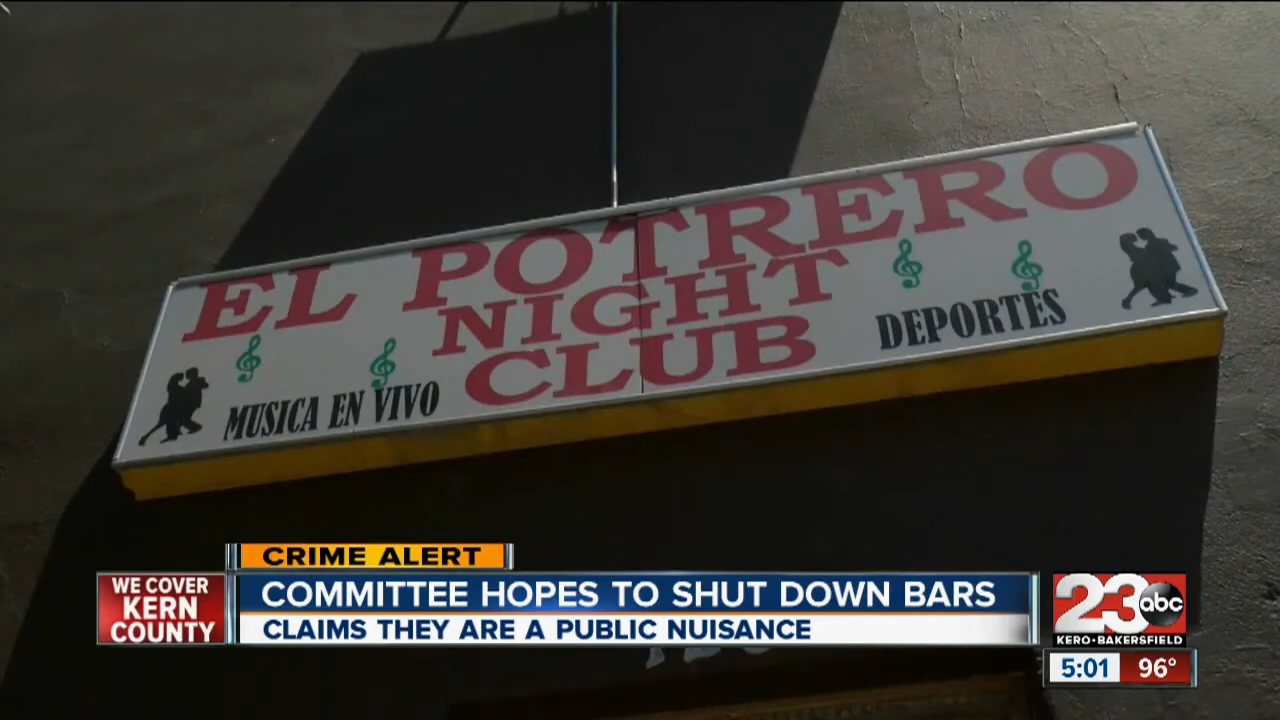 EL POTRERO
NIGHT
CLUB
MUSICA EN VIVO
DEPORTES
CRIME ALERT
WE COVER
KERN
COUNTY
COMMITTEE HOPES TO SHUT DOWN BARS
CLAIMS THEY ARE A PUBLIC NUISANCE
23 abc
KERO-BAKERSFIELD
5:01 96°